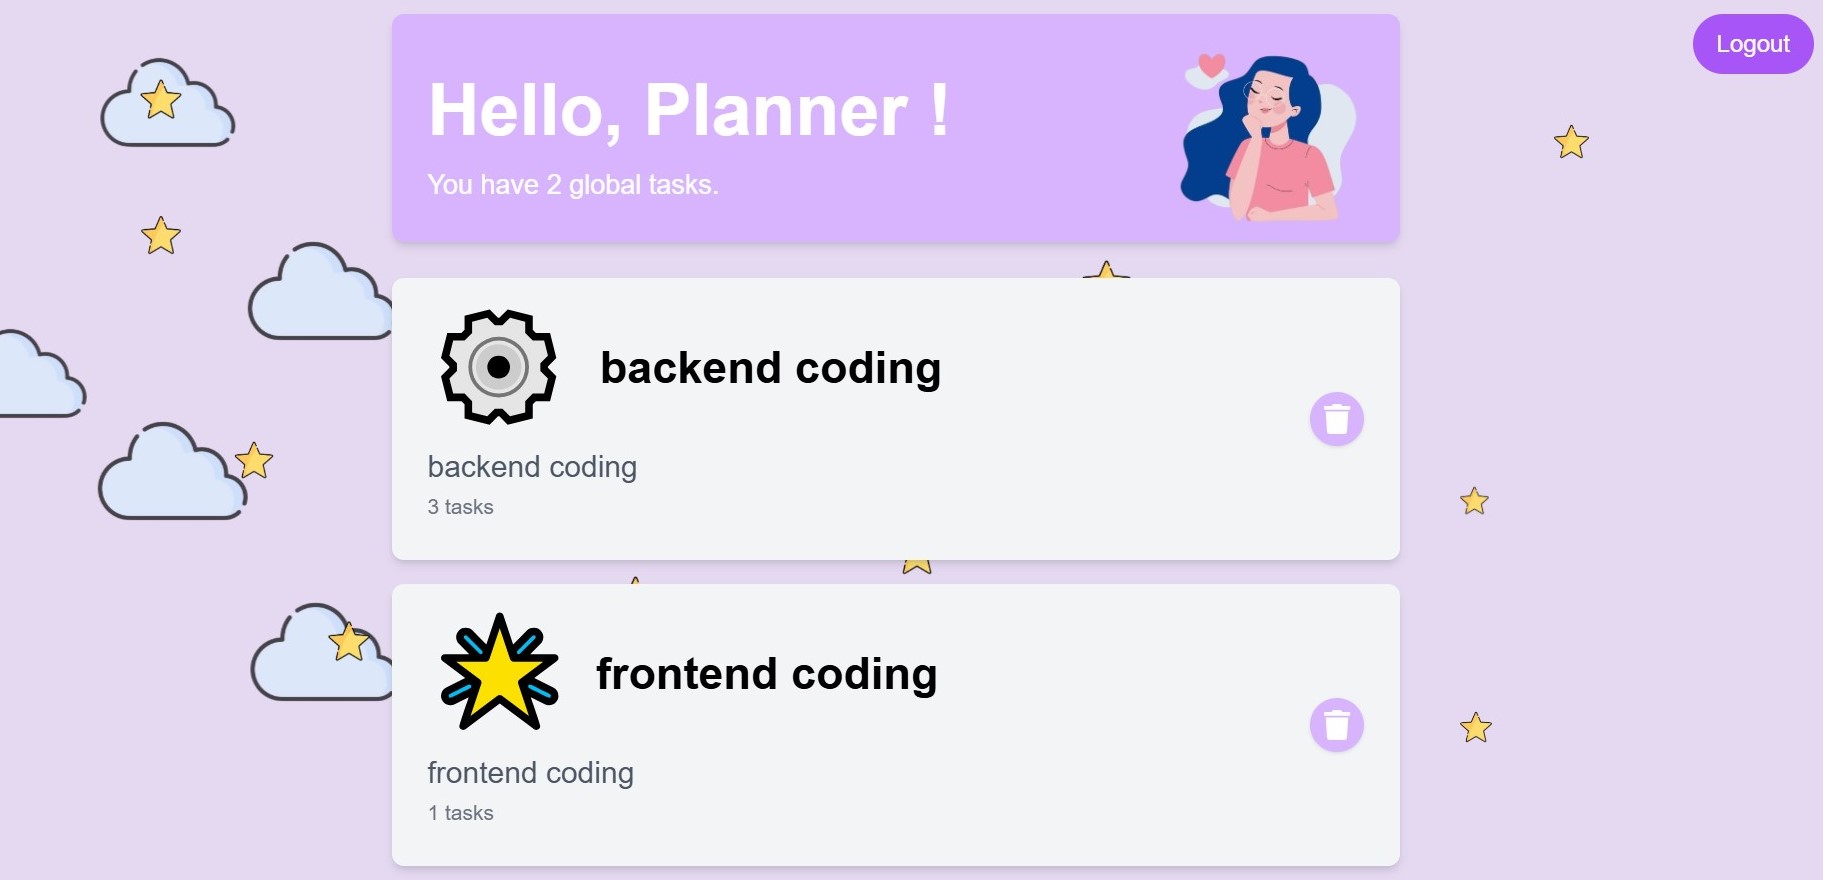 Logout
Hello, Planner !
You have 2 global tasks.
backend coding
backend coding
3 tasks
frontend coding
frontend coding
1 tasks